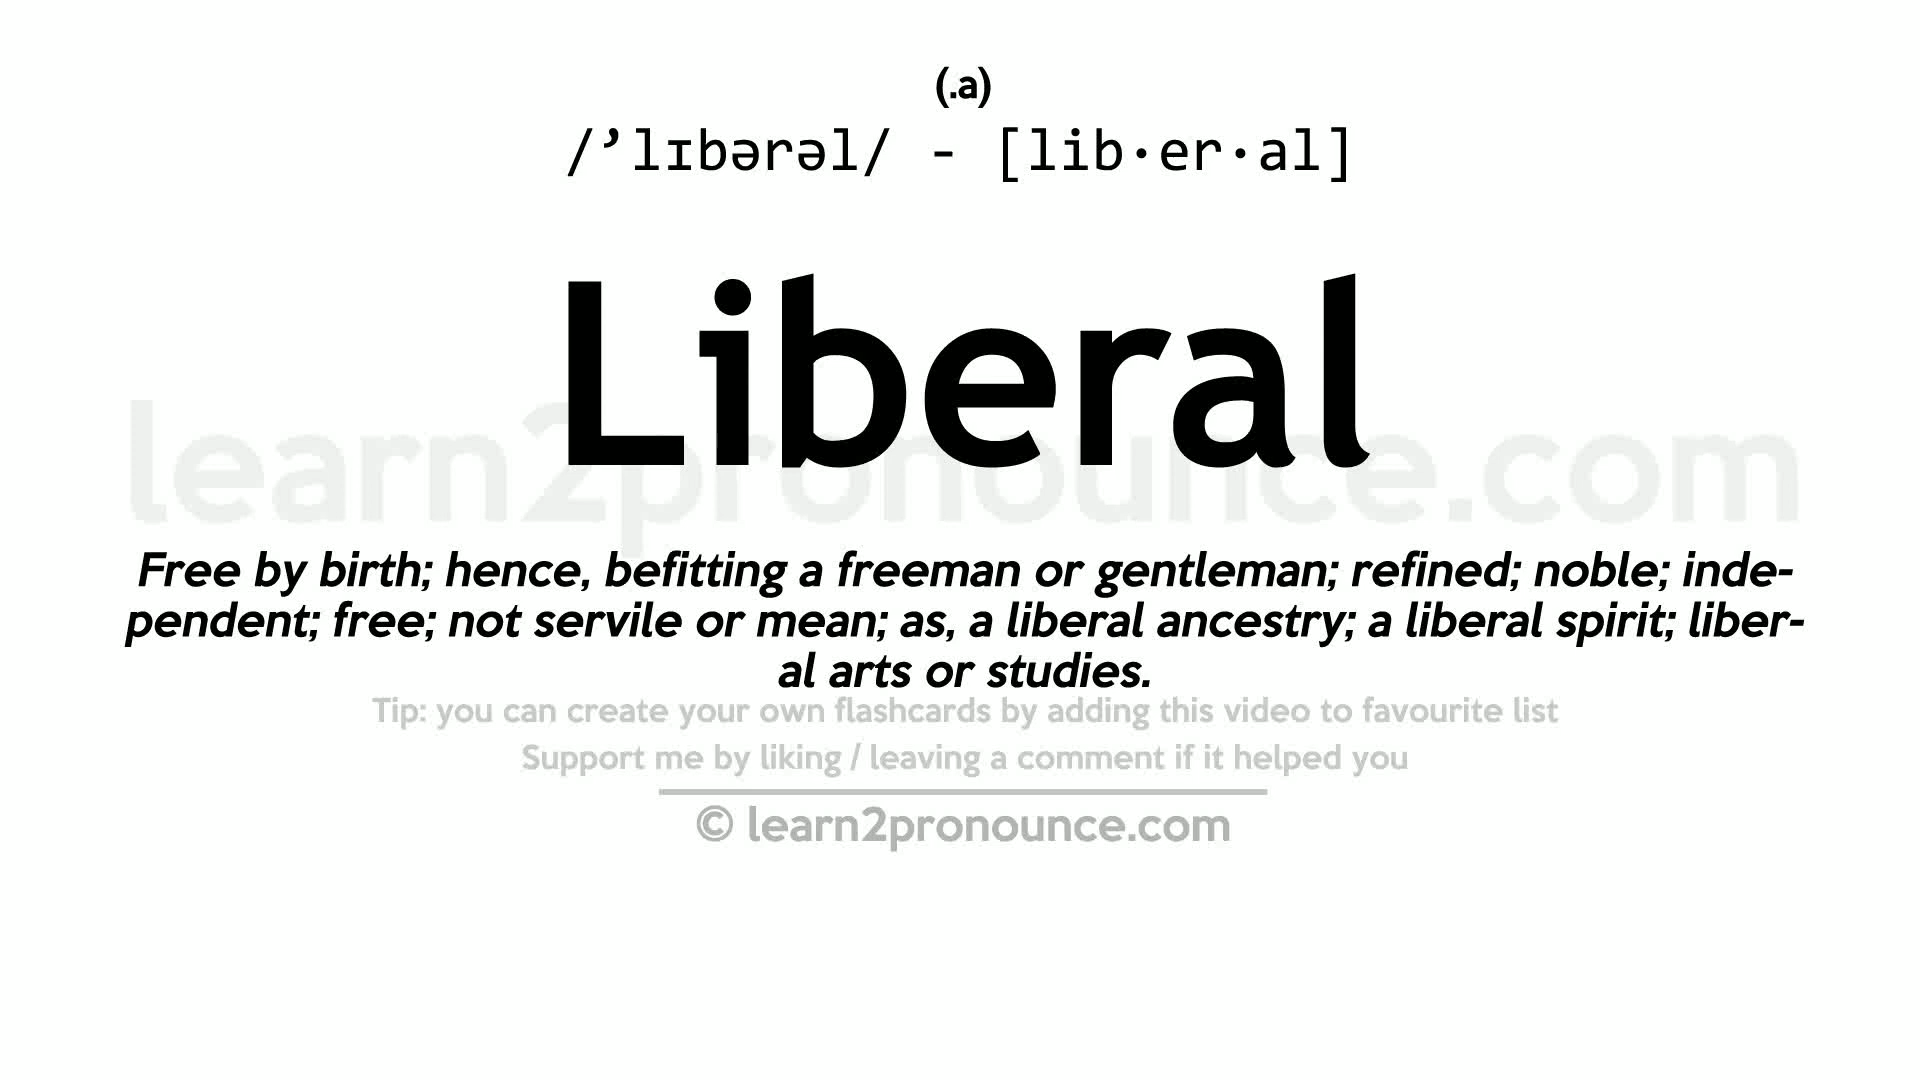 (.a)
/’lɪbərəl/ - [lib·er·al]
Liberal
learn2pronounce.com
Free by birth; hence, befitting a freeman or gentleman; refined; noble; inde-
pendent; free; not servile or mean; as, a liberal ancestry; a liberal spirit; liber-
al arts or studies.
Tip: you can create your own flashcards by adding this video to favourite list
Support me by liking / leaving a comment if it helped you
© learn2pronounce.com